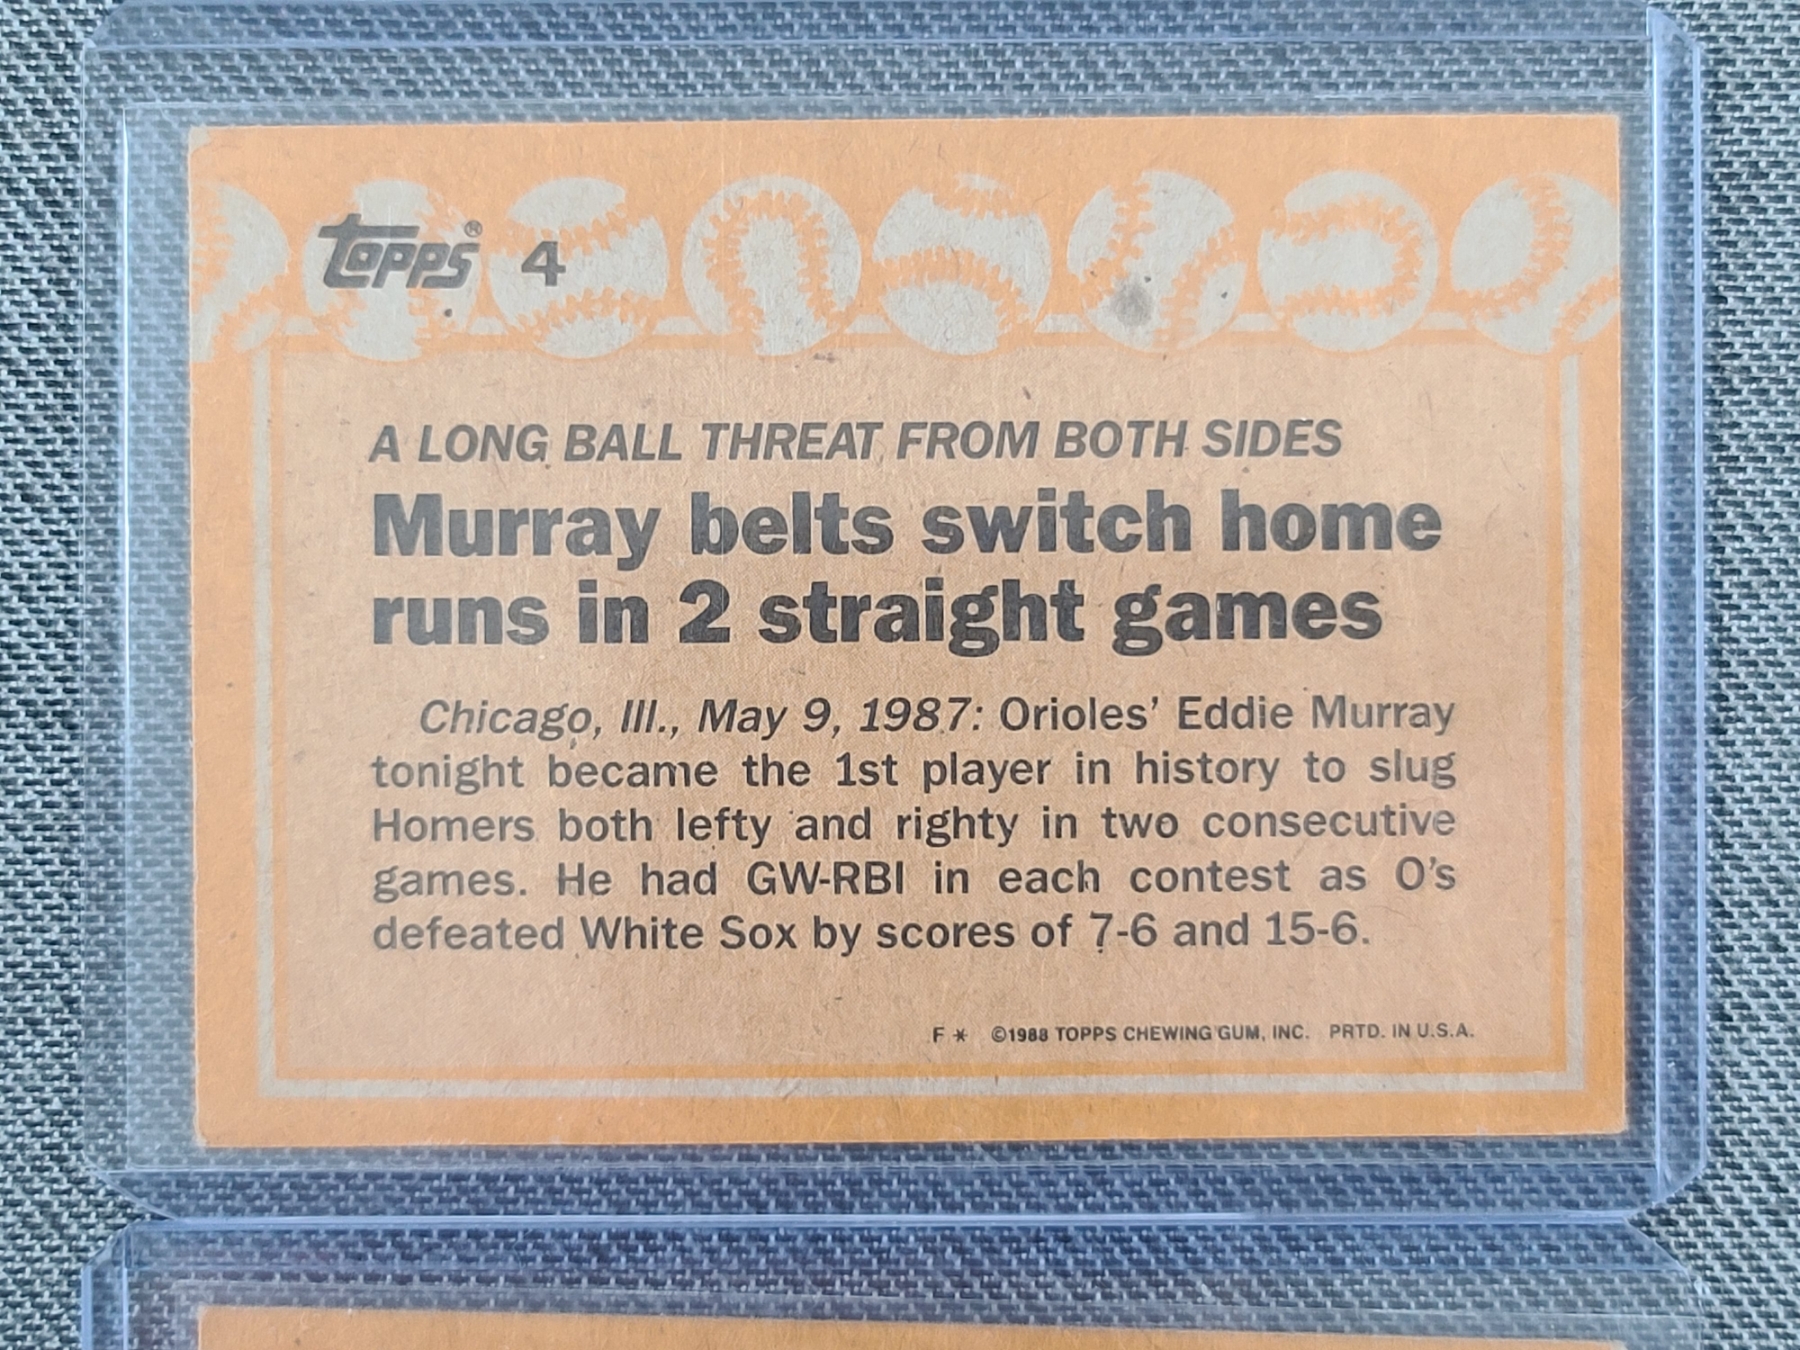 topps® 4
A LONG BALL THREAT FROM BOTH SIDES
Murray belts switch home
runs in 2 straight games
Chicago, Ill., May 9, 1987: Orioles' Eddie Murray
tonight became the 1st player in history to slug
Homers both lefty and righty in two consecutive
games. He had GW-RBI in each contest as O's
defeated White Sox by scores of 7-6 and 15-6.
F * ©1988 TOPPS CHEWING GUM, INC. PRTD. IN U.S.A.